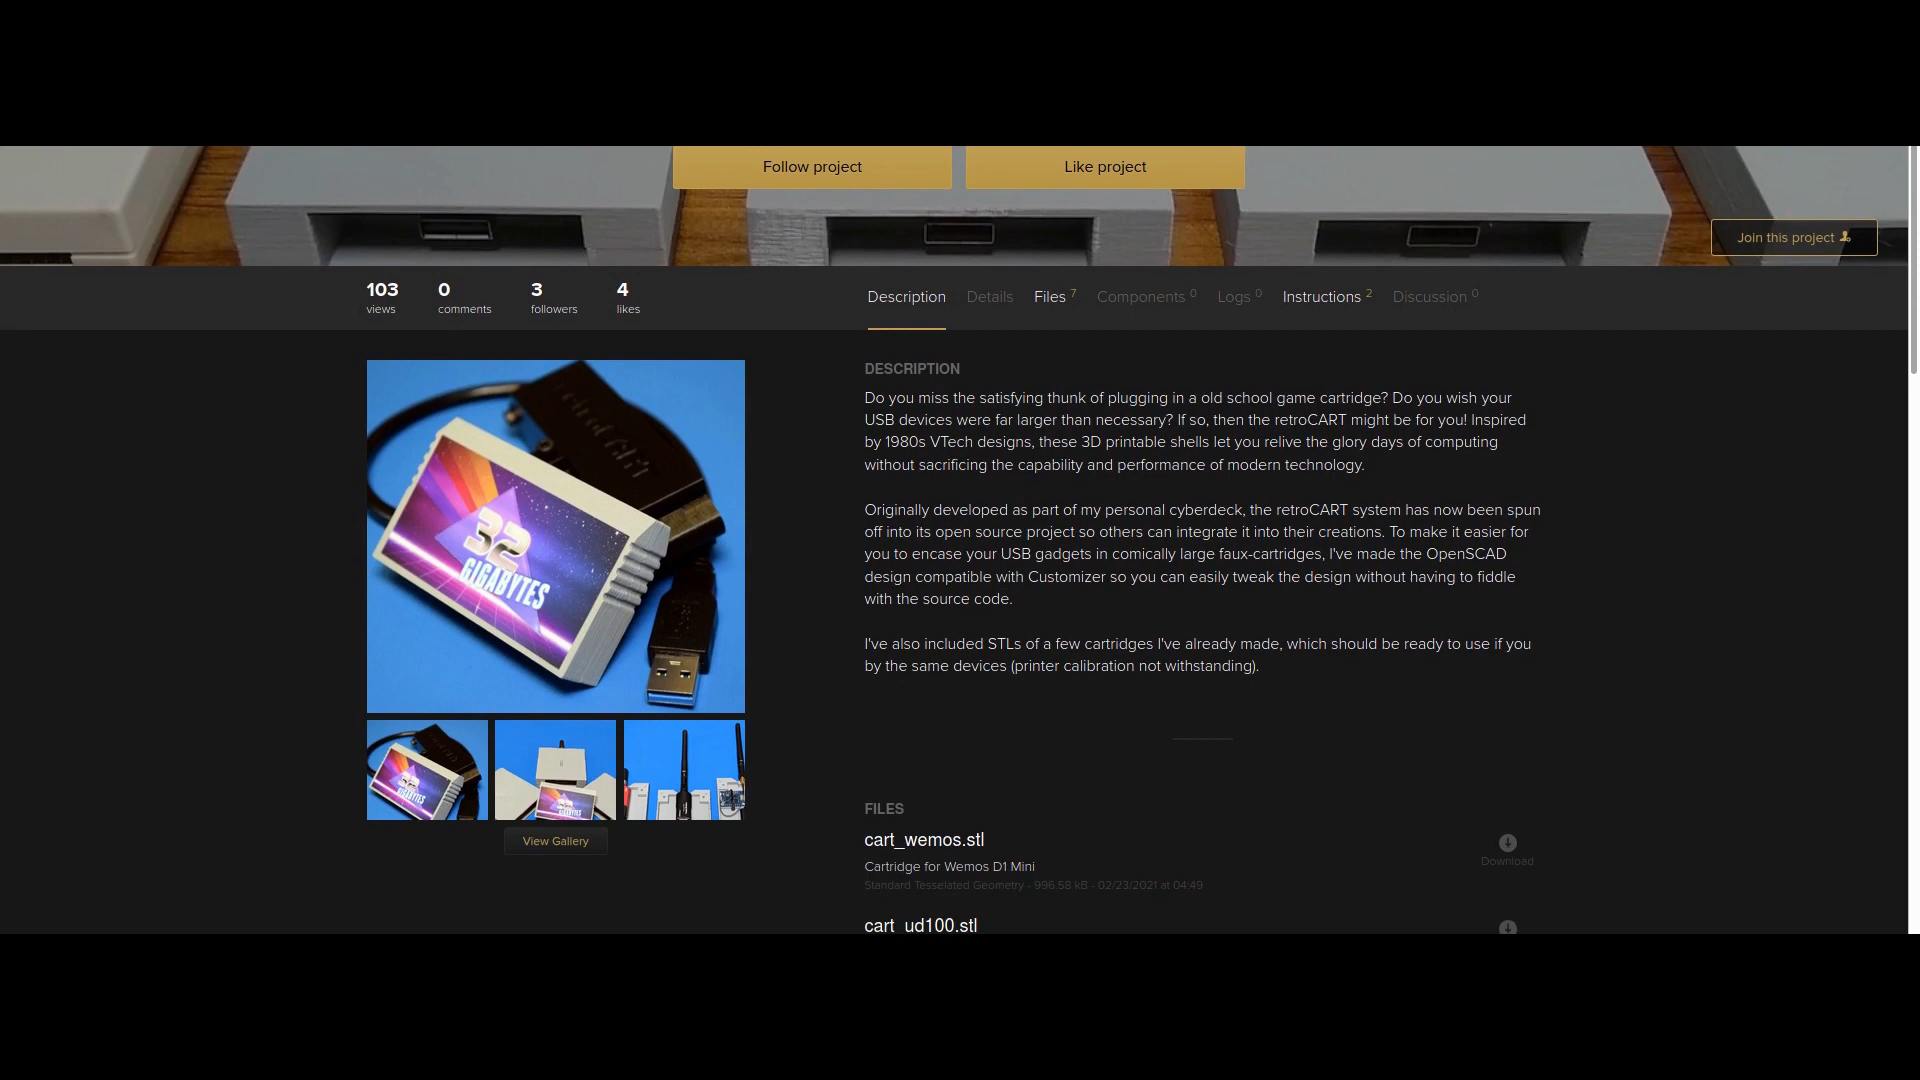 Follow project
Like project
Join this project
103
views
0
comments
3
followers
4
likes
Description
Details
Files 7
Components 0
Logs 0
Instructions 2
Discussion 0
32
GIGABYTES
View Gallery
DESCRIPTION
Do you miss the satisfying thunk of plugging in a old school game cartridge? Do you wish your
USB devices were far larger than necessary? If so, then the retroCART might be for you! Inspired
by 1980s VTech designs, these 3D printable shells let you relive the glory days of computing
without sacrificing the capability and performance of modern technology.
Originally developed as part of my personal cyberdeck, the retroCART system has now been spun
off into its open source project so others can integrate it into their creations. To make it easier for
you to encase your USB gadgets in comically large faux-cartridges, I've made the OpenSCAD
design compatible with Customizer so you can easily tweak the design without having to fiddle
with the source code.
I've also included STLs of a few cartridges I've already made, which should be ready to use if you
by the same devices (printer calibration not withstanding).
FILES
cart_wemos.stl
Cartridge for Wemos D1 Mini
Standard Tesselated Geometry - 996.58 kB - 02/23/2021 at 04:49
Download
cart_ud100.stl